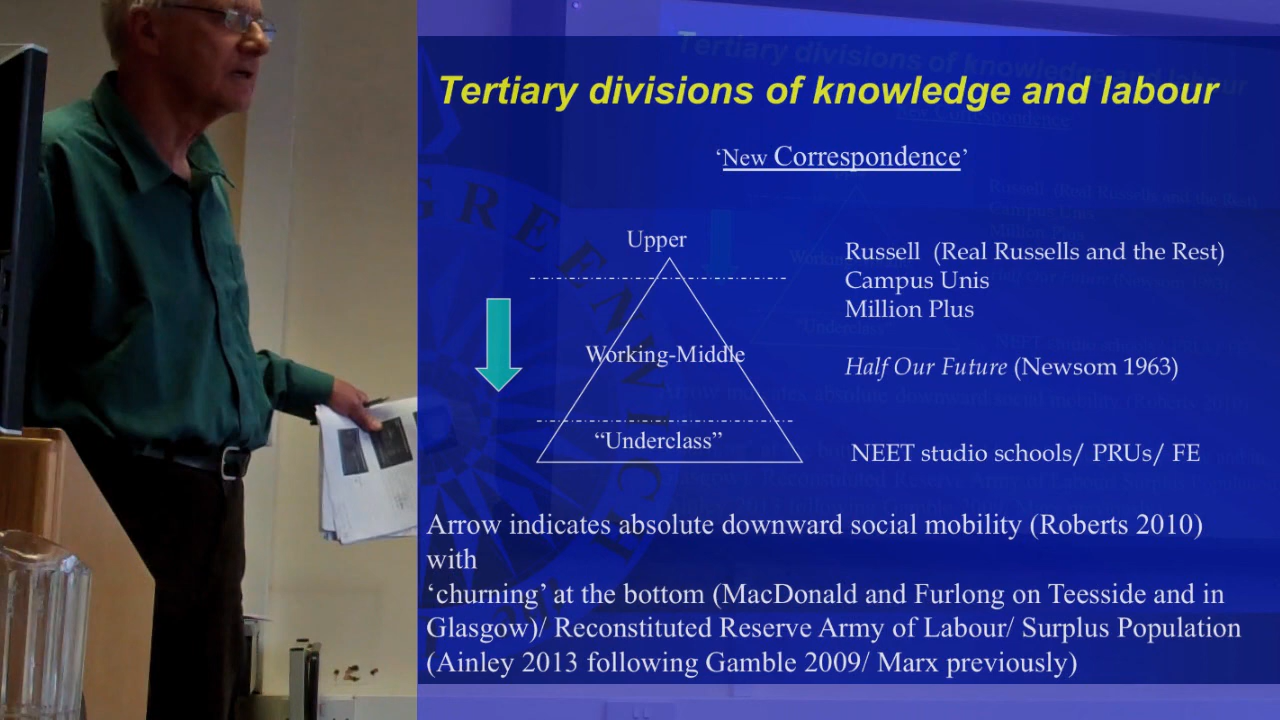 Tertiary divisions of knowledge and labour
‘New Correspondence’
Upper
Russell (Real Russells and the Rest)
Campus Unis
Million Plus
Working-Middle
Half Our Future (Newsom 1963)
“Underclass”
NEET studio schools/ PRUs/ FE
Arrow indicates absolute downward social mobility (Roberts 2010)
with
‘churning’ at the bottom (MacDonald and Furlong on Teesside and in
Glasgow)/ Reconstituted Reserve Army of Labour/ Surplus Population
(Ainley 2013 following Gamble 2009/ Marx previously)
GREENWICH